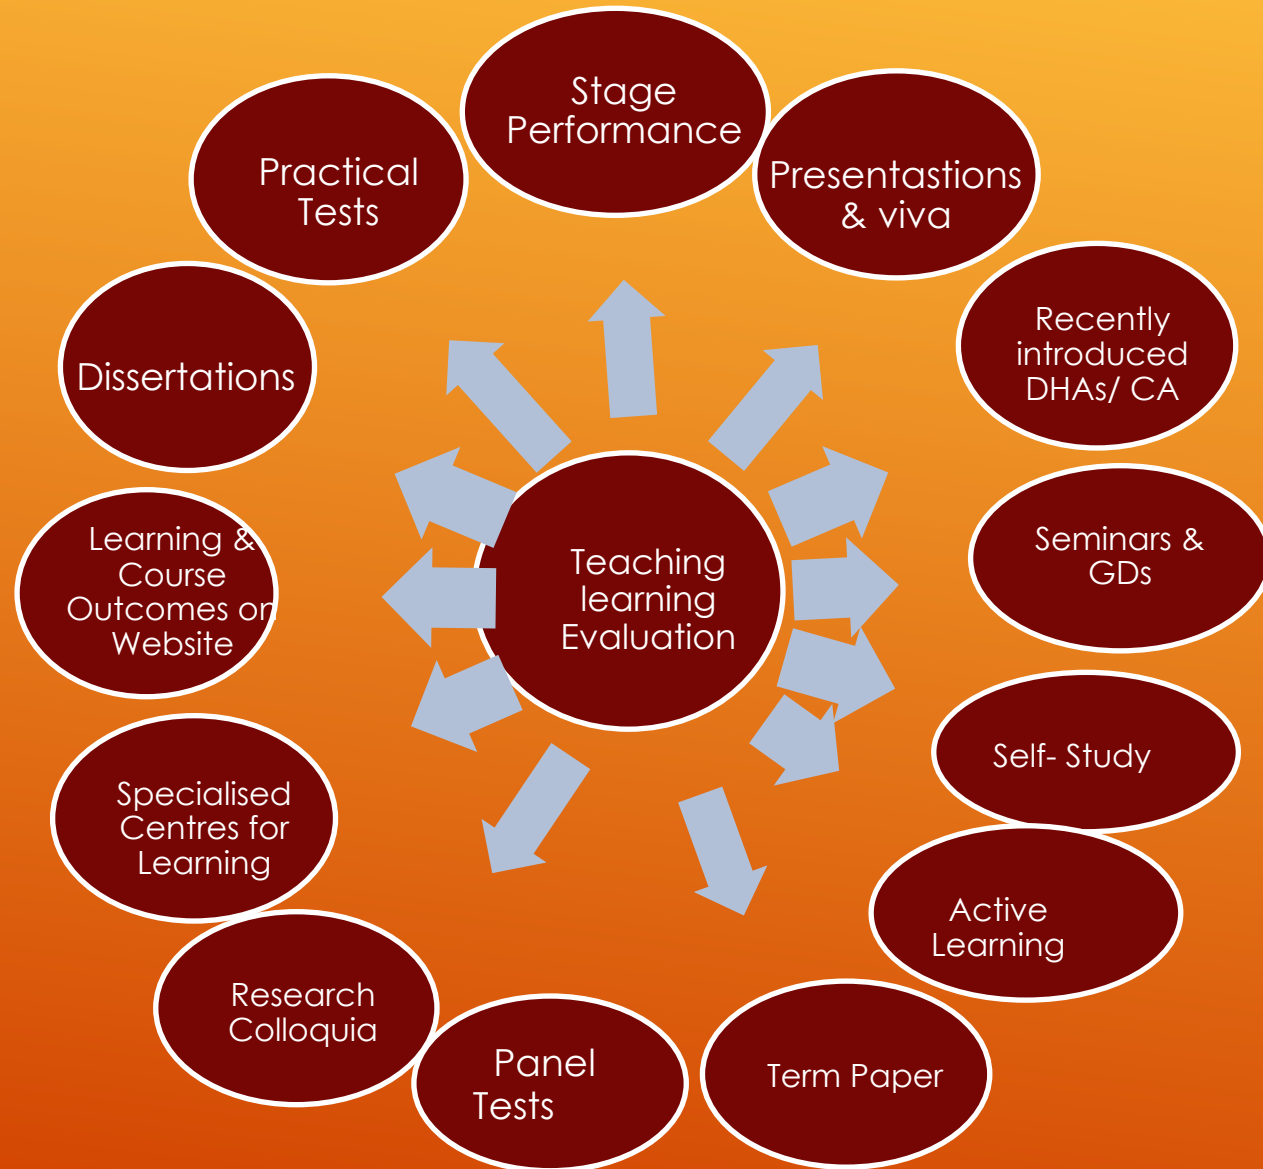 Stage
Performance
Presentastions
& viva
Recently
introduced
DHAs/ CA
Seminars &
GDs
Self- Study
Active
Learning
Term Paper
Panel
Tests
Research
Colloquia
Specialised
Centres for
Learning
Learning &
Course
Outcomes on
Website
Dissertations
Practical
Tests
Teaching
learning
Evaluation